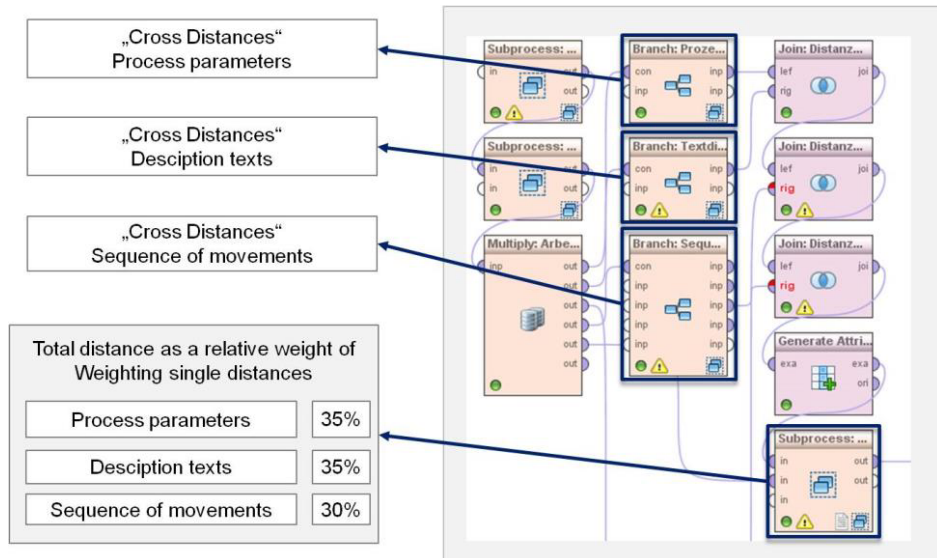 „Cross Distances“
Process parameters
„Cross Distances“
Desciption texts
„Cross Distances“
Sequence of movements
Total distance as a relative weight of
Weighting single distances
Process parameters 35%
Desciption texts 35%
Sequence of movements 30%
Subprocess: ...
in out
out
Branch: Proze...
con inp
inp inp
Join: Distanz...
lef joi
rig
Subprocess: ...
in out
in out
Branch: Textdi...
con inp
inp inp
Join: Distanz...
lef joi
rig
Multiply: Arbe...
inp out
out
out
out
out
out
Branch: Sequ...
con inp
inp inp
inp inp
inp inp
inp inp
Join: Distanz...
lef joi
rig
Generate Attri...
exa exa
ori
Subprocess: ...
in out
in out
in